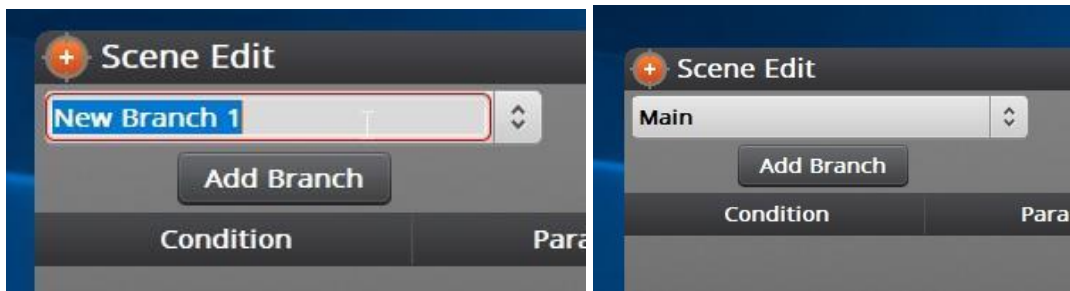 Scene Edit
New Branch 1
Add Branch
Condition
Para
Scene Edit
Main
Add Branch
Condition
Para